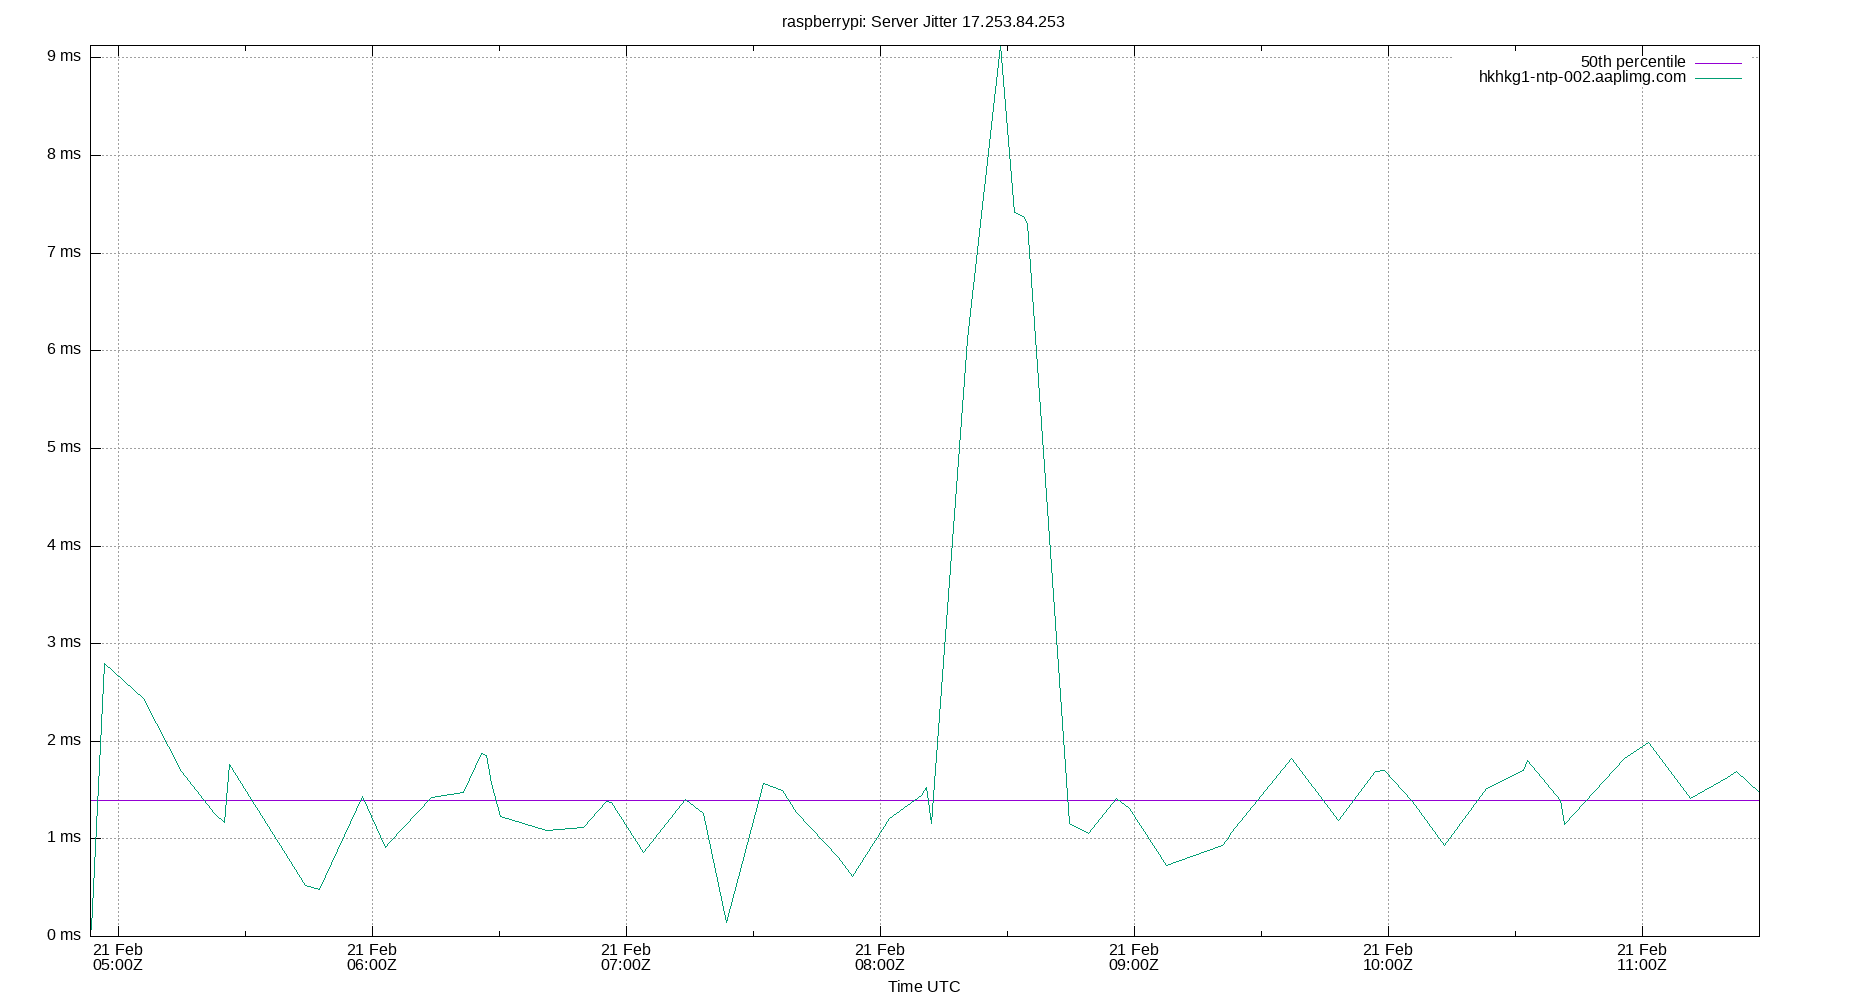 raspberrypi: Server Jitter 17.253.84.253
9 ms
8 ms
7 ms
6 ms
5 ms
4 ms
3 ms
2 ms
1 ms
0 ms
50th percentile
hkhkg1-ntp-002.aaplimg.com
21 Feb 21 Feb 21 Feb 21 Feb 21 Feb 21 Feb 21 Feb
05:00Z 06:00Z 07:00Z 08:00Z 09:00Z 10:00Z 11:00Z
Time UTC